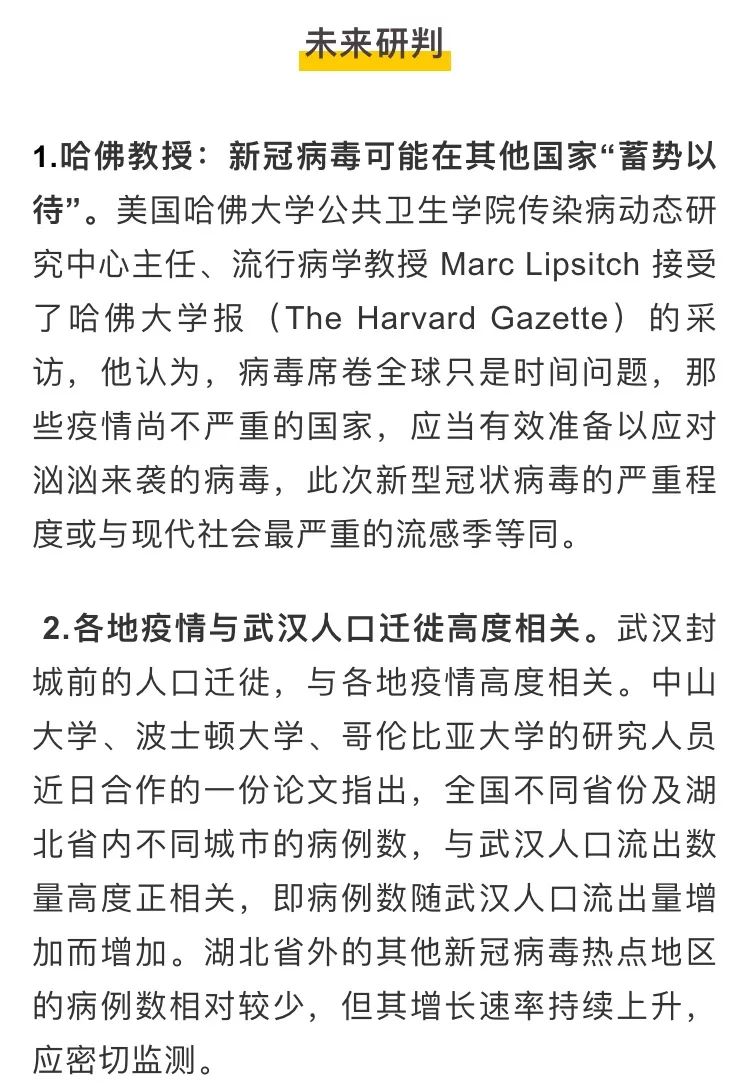 未来研判
1.哈佛教授：新冠病毒可能在其他国家“蓄势以
待”。美国哈佛大学公共卫生学院传染病动态研
究中心主任、流行病学教授 Marc Lipsitch 接受
了哈佛大学报（The Harvard Gazette）的采
访，他认为，病毒席卷全球只是时间问题，那
些疫情尚不严重的国家，应当有效准备以应对
汹汹来袭的病毒，此次新型冠状病毒的严重程
度或与现代社会最严重的流感季等同。
2.各地疫情与武汉人口迁徙高度相关。武汉封
城前的人口迁徙，与各地疫情高度相关。中山
大学、波士顿大学、哥伦比亚大学的研究人员
近日合作的一份论文指出，全国不同省份及湖
北省内不同城市的病例数，与武汉人口流出数
量高度正相关，即病例数随武汉人口流出量增
加而增加。湖北省外的其他新冠病毒热点地区
的病例数相对较少，但其增长速率持续上升，
应密切监测。